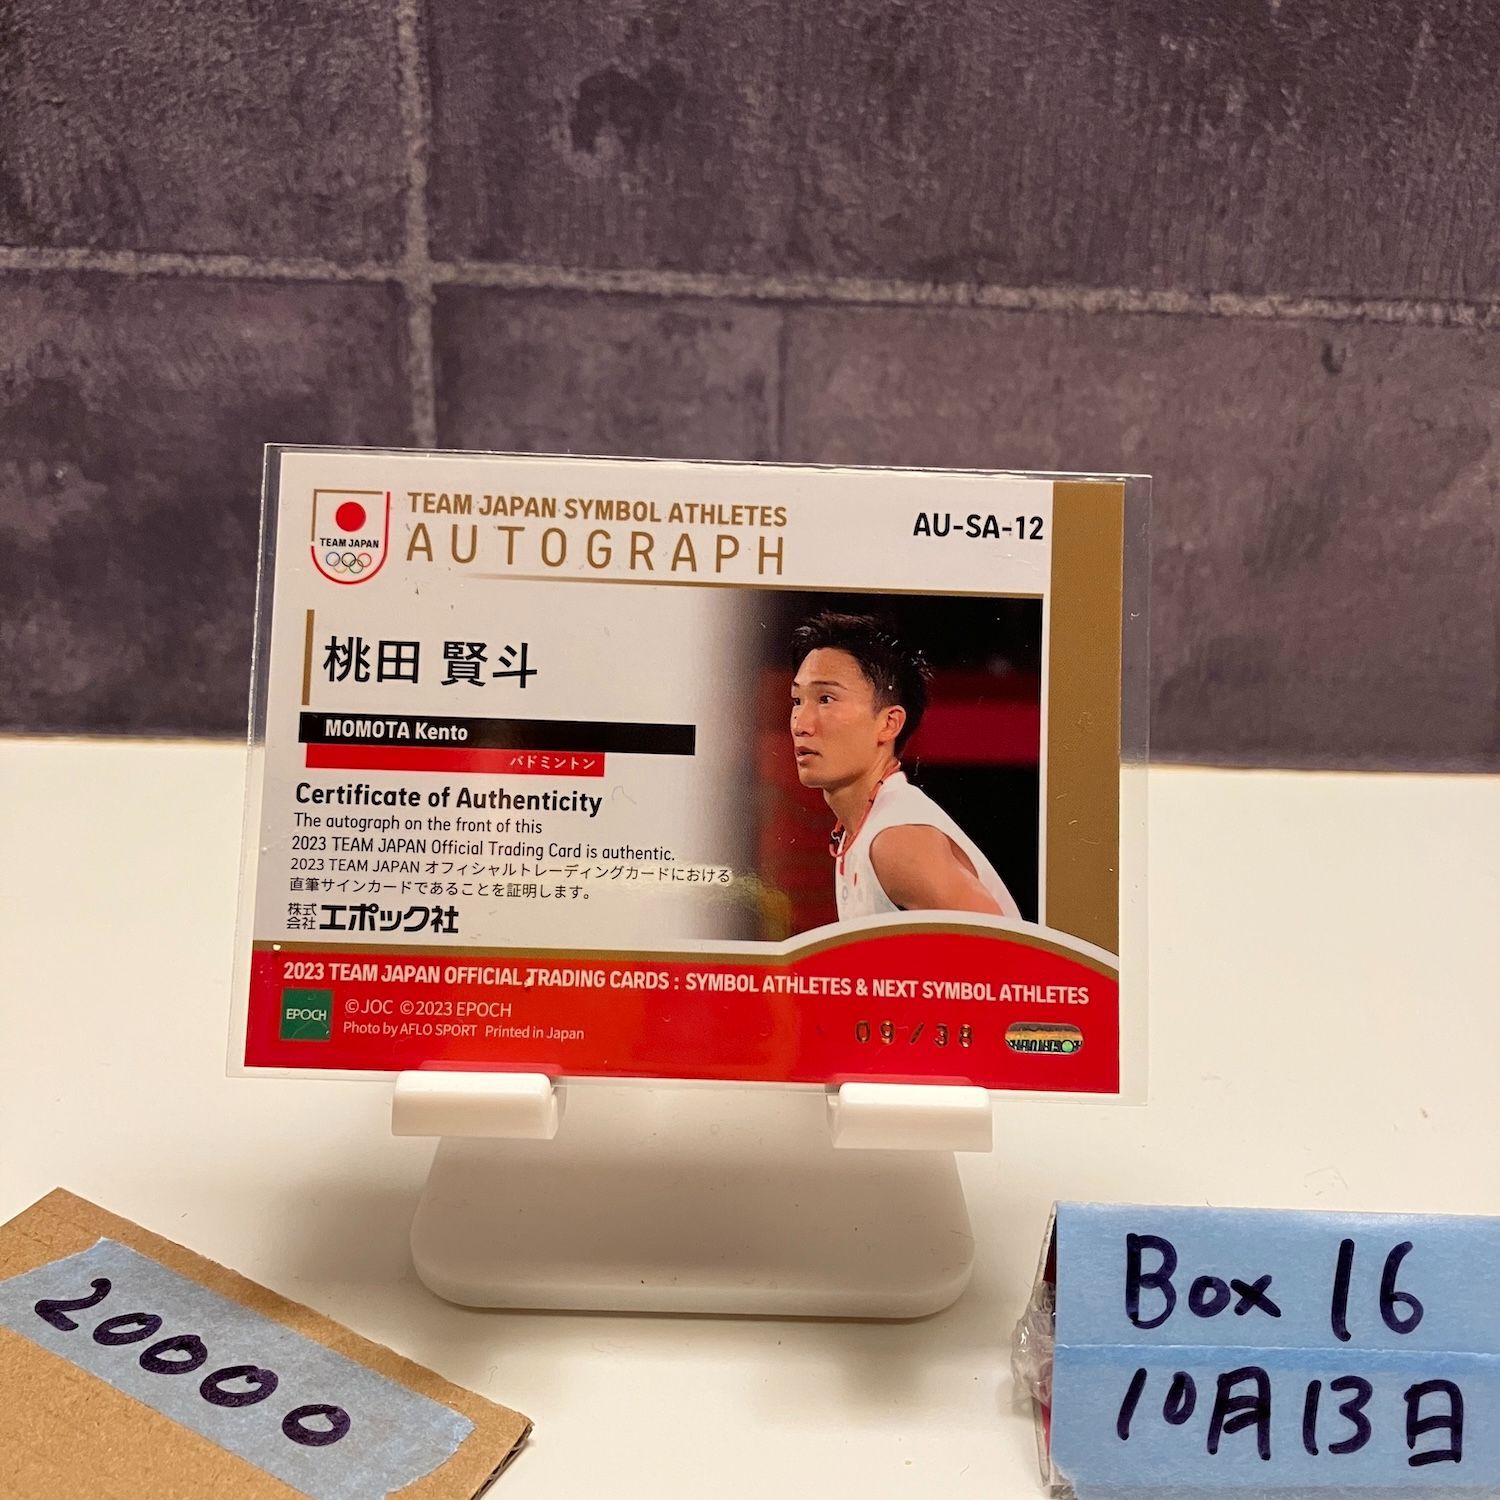 TEAM JAPAN
TEAM JAPAN SYMBOL ATHLETES
AUTOGRAPH
AU-SA-12
桃田 賢斗
MOMOTA Kento
バドミントン
Certificate of Authenticity
The autograph on the front of this
2023 TEAM JAPAN Official Trading Card is authentic.
2023 TEAM JAPAN オフィシャルトレーディングカードにおける
直筆サインカードであることを証明します。
株式会社 エポック社
2023 TEAM JAPAN OFFICIAL TRADING CARDS : SYMBOL ATHLETES & NEXT SYMBOL ATHLETES
EPOCH
©JOC ©2023 EPOCH
Photo by AFLO SPORT Printed in Japan
09/38
20000
Box 16
10月13日